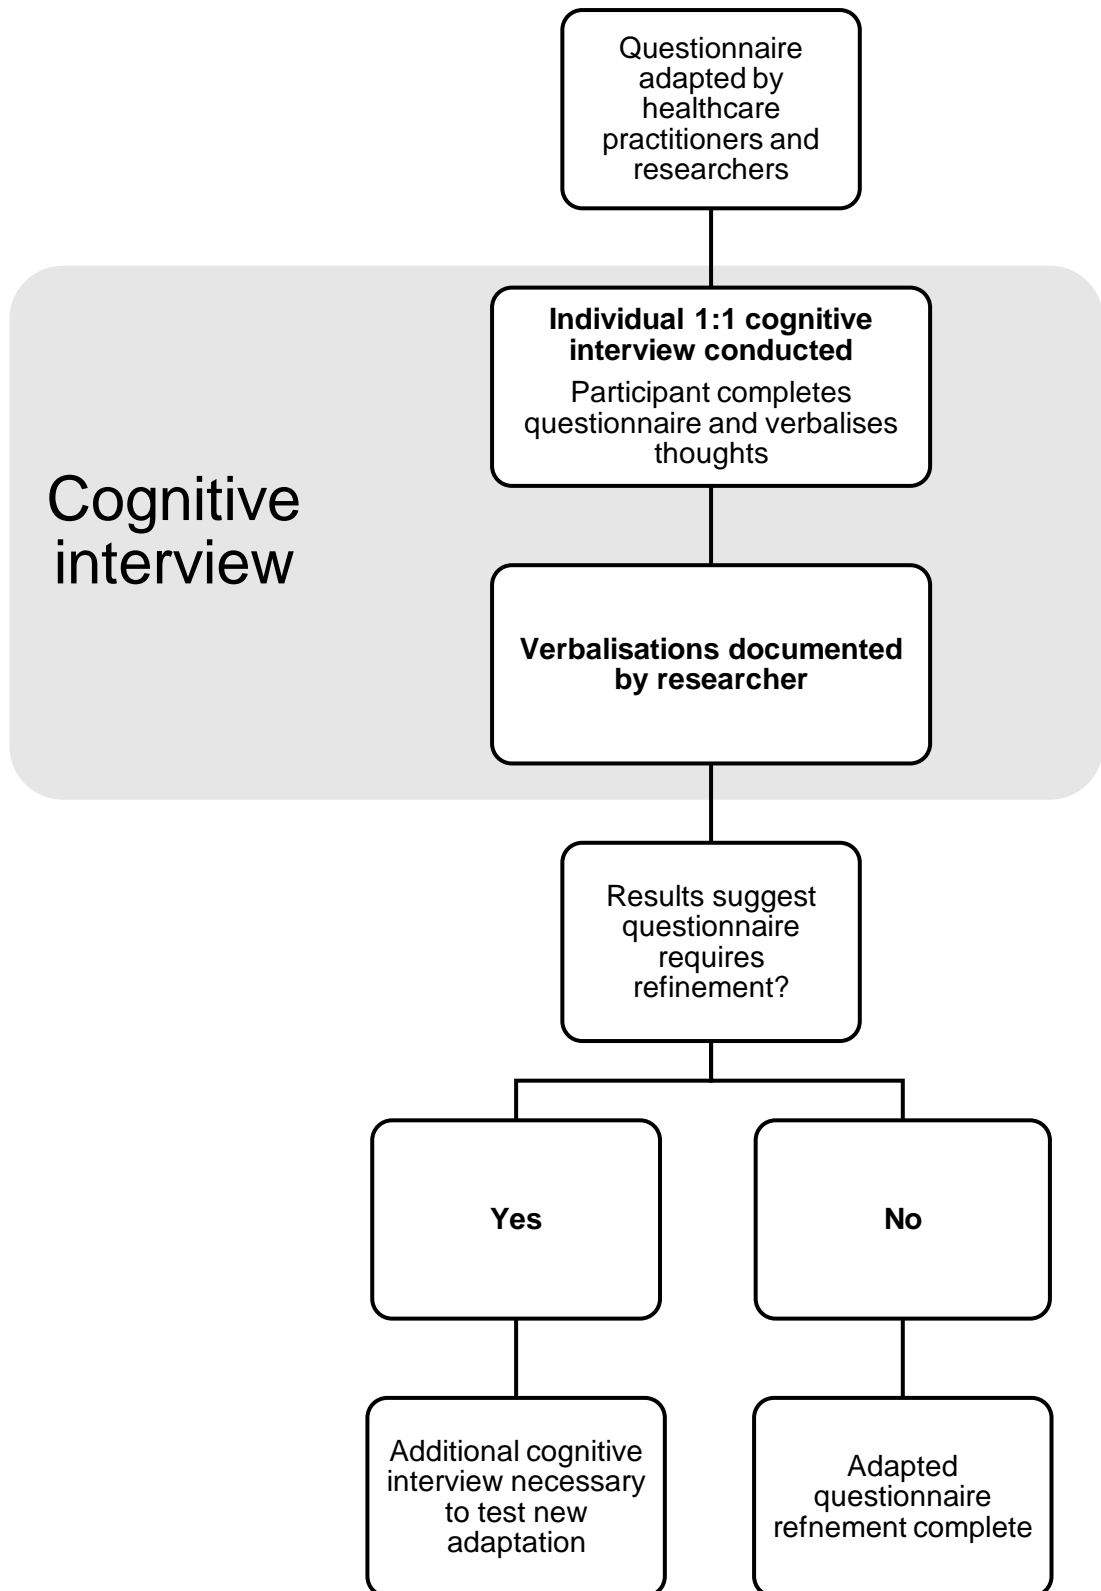 Questionnaire
adapted by
healthcare
practitioners and
researchers
Individual 1:1 cognitive
interview conducted
Participant completes
questionnaire and verbalises
thoughts
Cognitive
interview
Verbalisations documented
by researcher
Results suggest
questionnaire
requires
refinement?
Yes
No
Additional cognitive
interview necessary
to test new
adaptation
Adapted
questionnaire
refnement complete